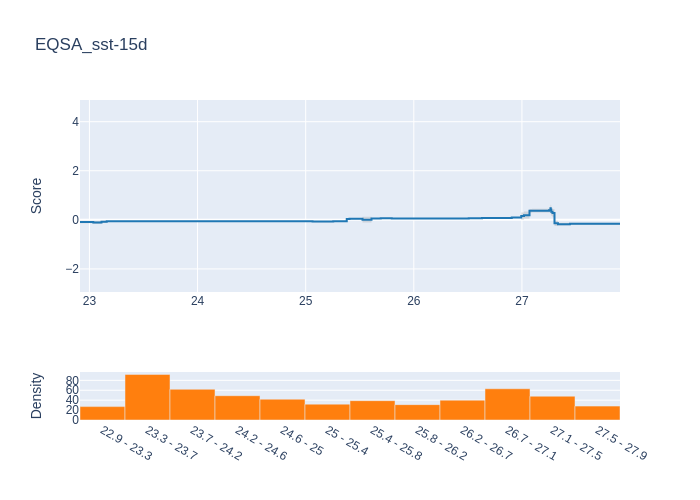 EQSA_sst-15d
Score
4
2
0
−2
23
24
25
26
27
Density
80
60
40
20
0
22.9 - 23.3
23.3 - 23.7
23.7 - 24.2
24.2 - 24.6
24.6 - 25
25 - 25.4
25.4 - 25.8
25.8 - 26.2
26.2 - 26.7
26.7 - 27.1
27.1 - 27.5
27.5 - 27.9